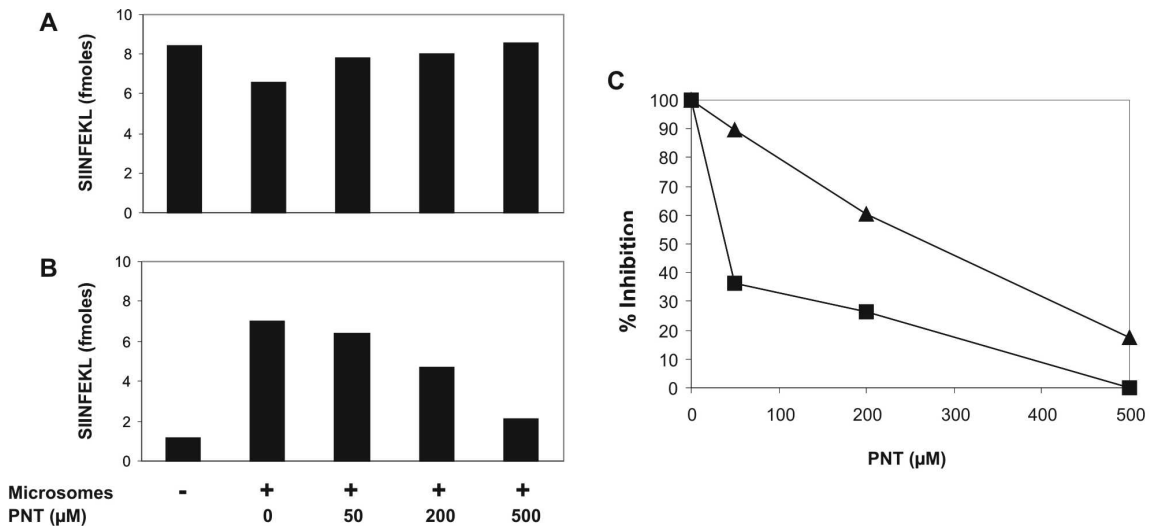 A
SIINFEKL (fmoles)
10
8
6
4
2
0
B
SIINFEKL (fmoles)
10
8
6
4
2
0
Microsomes - + + + +
PNT (µM) 0 50 200 500
C
% Inhibition
100
90
80
70
60
50
40
30
20
10
0
0 100 200 300 400 500
PNT (µM)